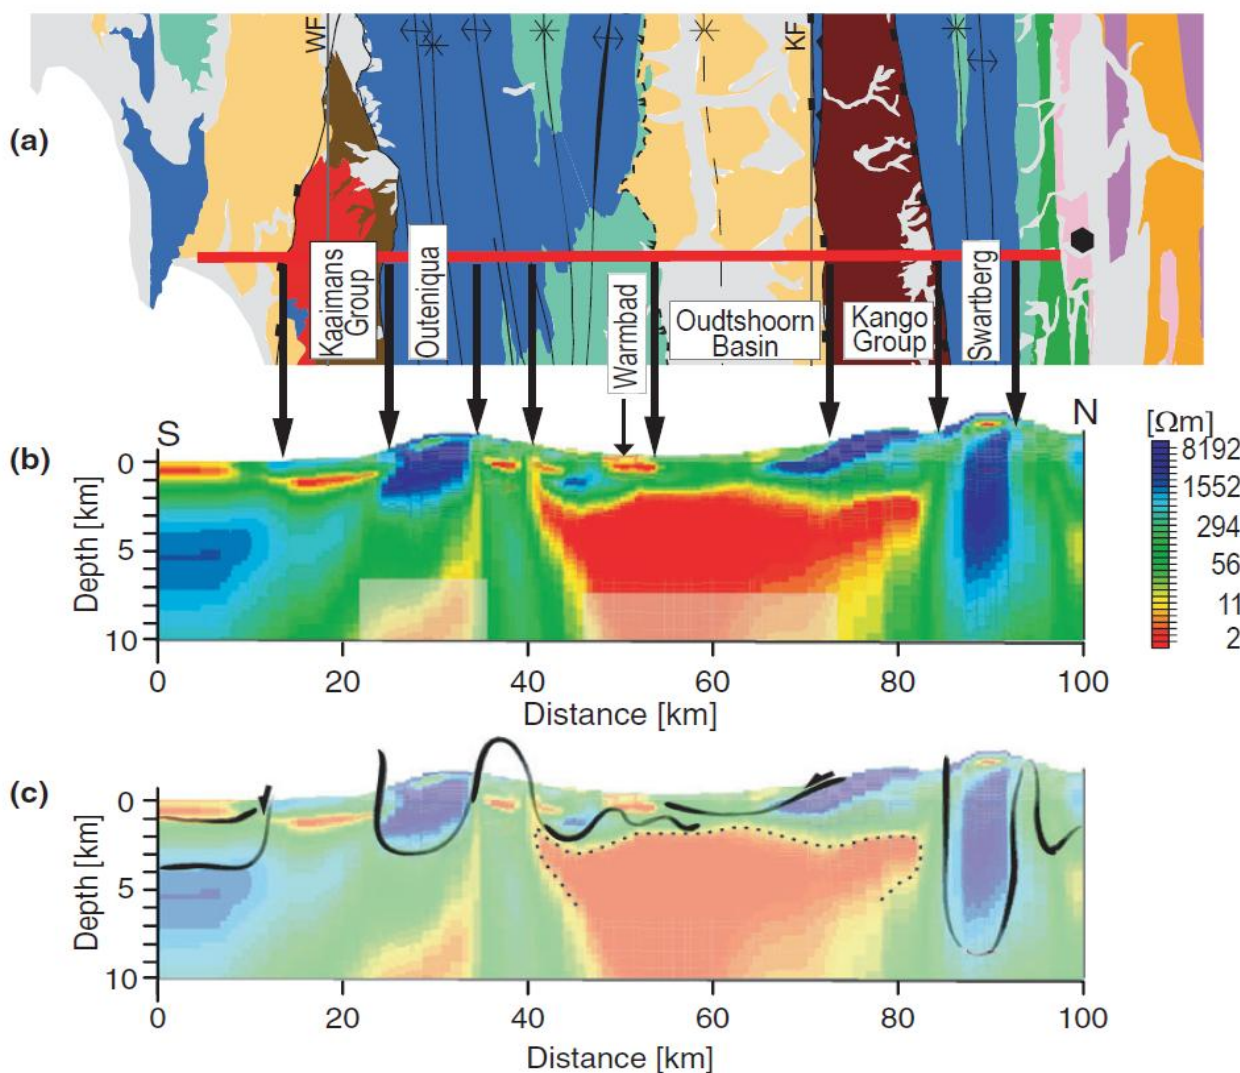 (a)
WF
KF
Kaaimans
Group
Outeniqua
Warmbad
Oudtshoorn
Basin
Kango
Group
Swartberg
(b)
S
N
[Ωm]
8192
1552
294
56
11
2
Depth [km]
0
5
10
0
20
40
60
80
100
Distance [km]
(c)
Depth [km]
0
5
10
0
20
40
60
80
100
Distance [km]